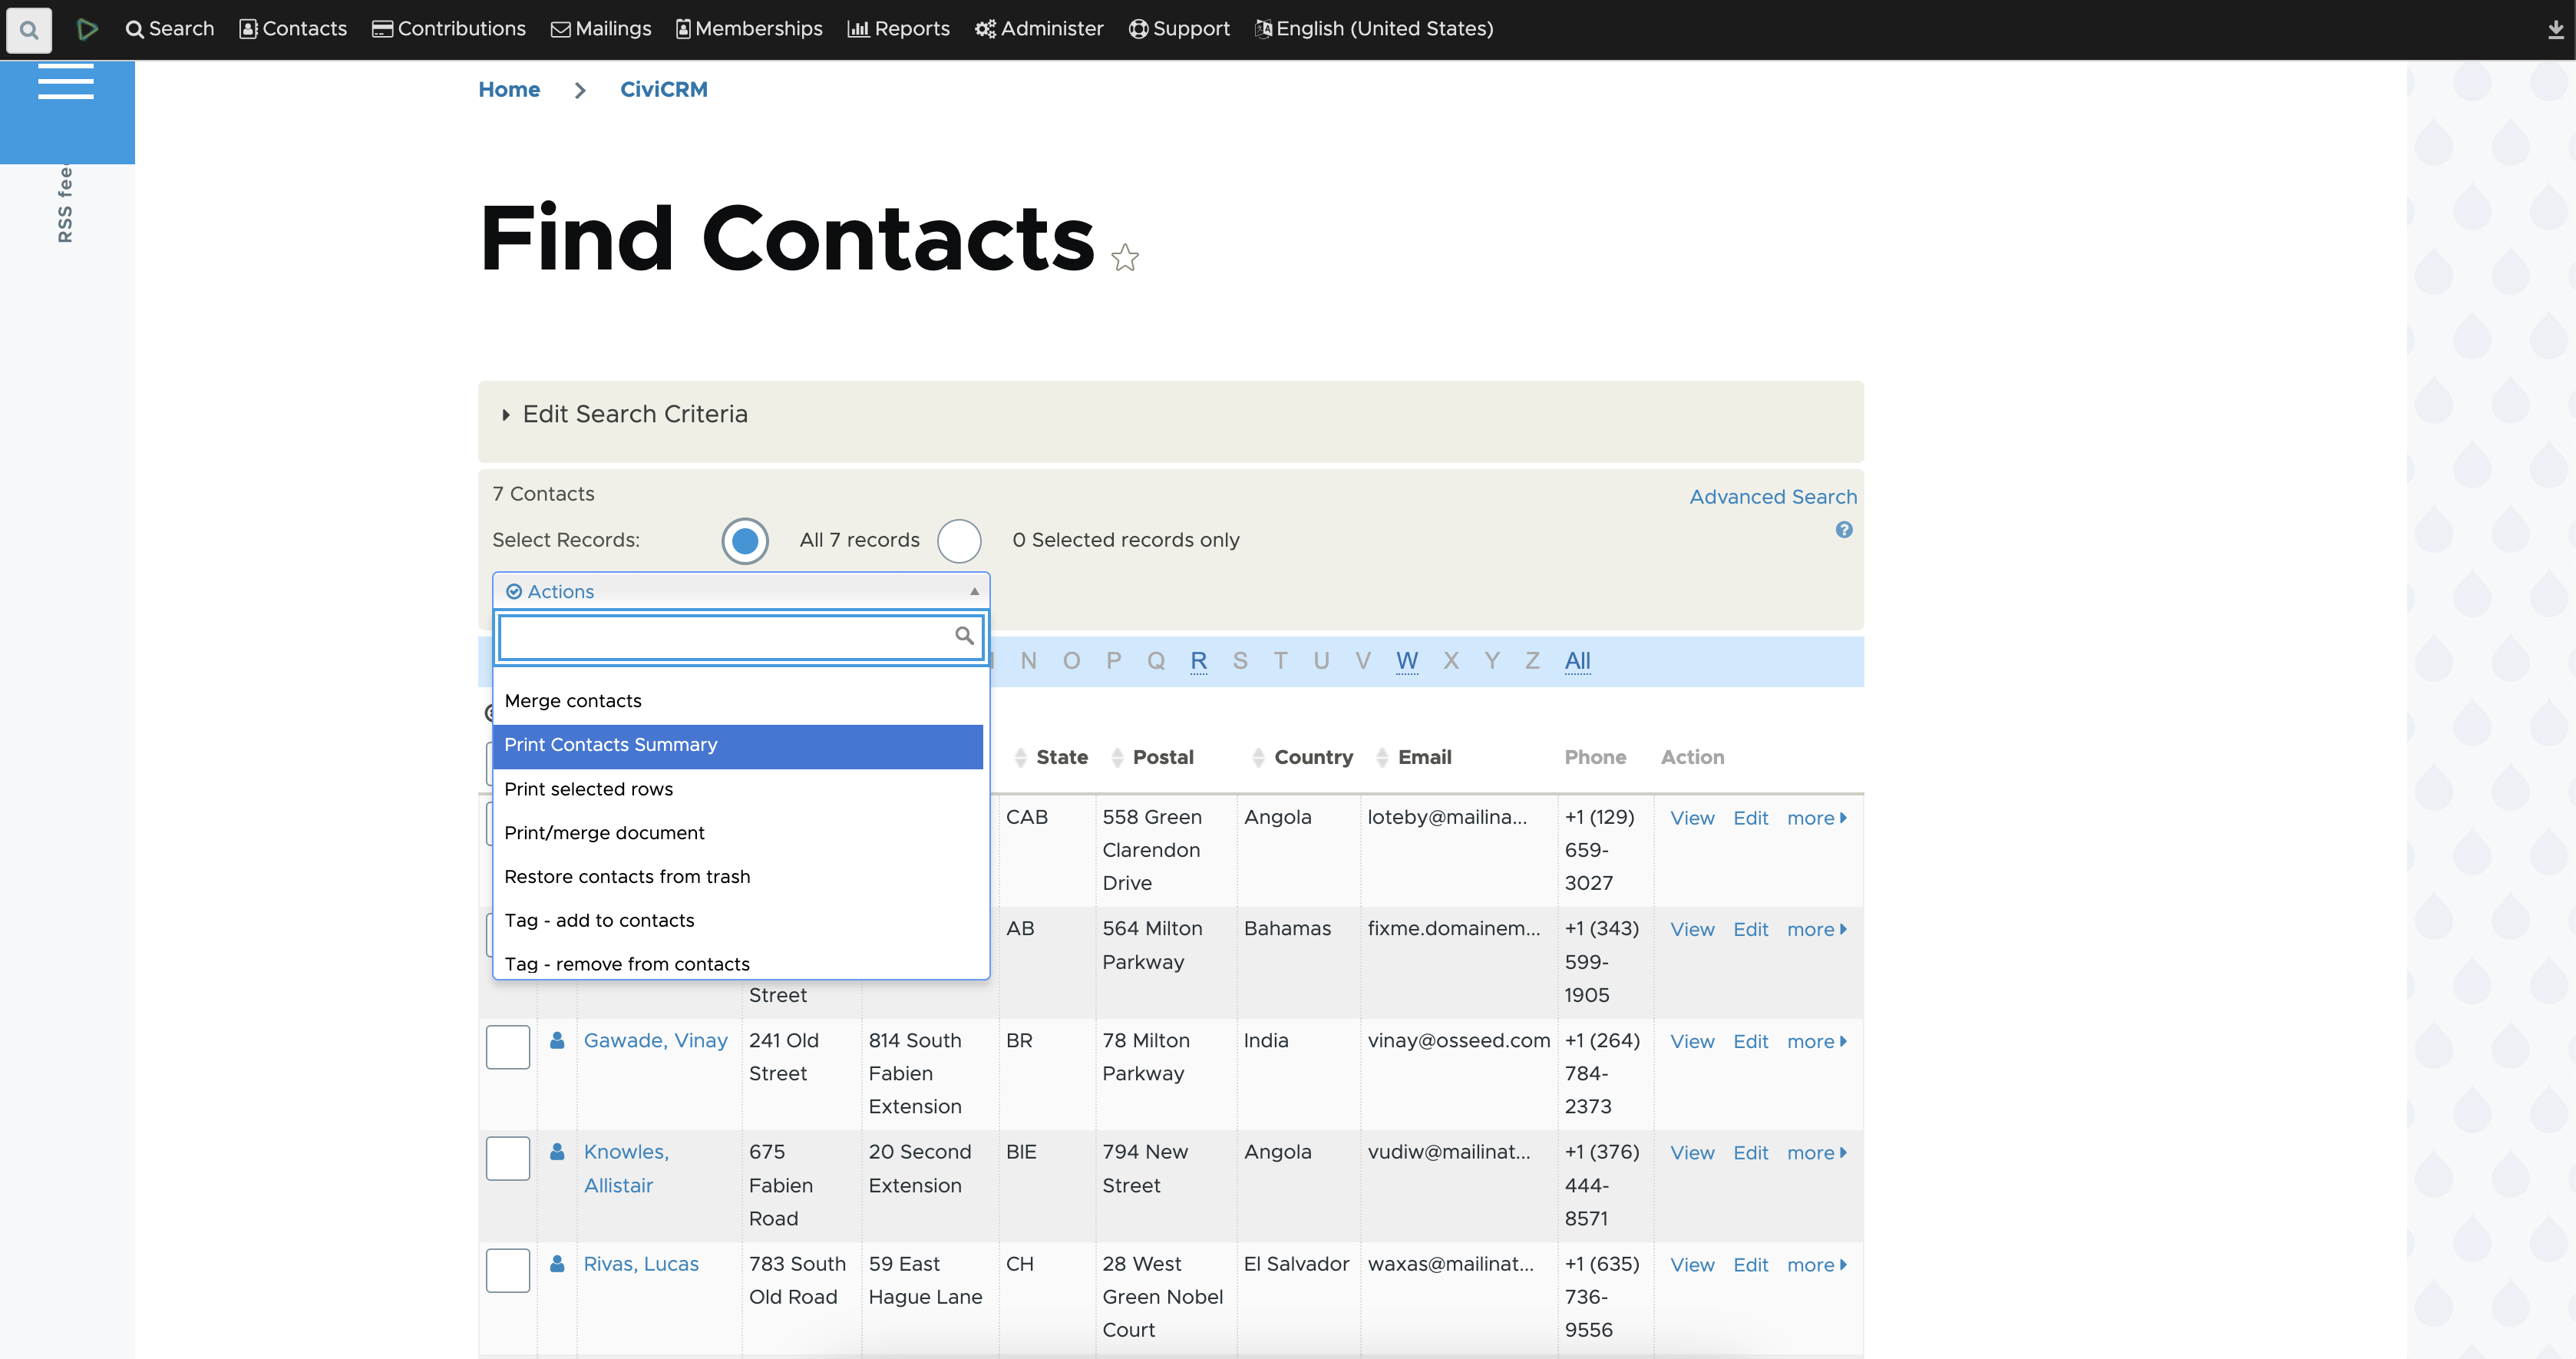 Search Contacts Contributions Mailings Memberships Reports Administer Support English (United States)
Home CiviCRM
RSS fee
Find Contacts
Edit Search Criteria
7 Contacts
Advanced Search
Select Records: All 7 records 0 Selected records only
Actions
N O P Q R S T U V W X Y Z All
Merge contacts
Print Contacts Summary
Print selected rows
Print/merge document
Restore contacts from trash
Tag - add to contacts
Tag - remove from contacts
State Postal Country Email Phone Action
CAB 558 Green Angola loteby@mailina... +1 (129) View Edit more
Clarendon 659-
Drive 3027
AB 564 Milton Bahamas fixme.domainem... +1 (343) View Edit more
Parkway 599-
Street 1905
Gawade, Vinay 241 Old 814 South BR 78 Milton India vinay@osseed.com +1 (264) View Edit more
Street Fabien Parkway 784-
Extension 2373
Knowles, 675 20 Second BIE 794 New Angola vudiw@mailinat... +1 (376) View Edit more
Allistair Fabien Extension Street 444-
Road 8571
Rivas, Lucas 783 South 59 East CH 28 West El Salvador waxas@mailinat... +1 (635) View Edit more
Old Road Hague Lane Green Nobel 736-
Court 9556